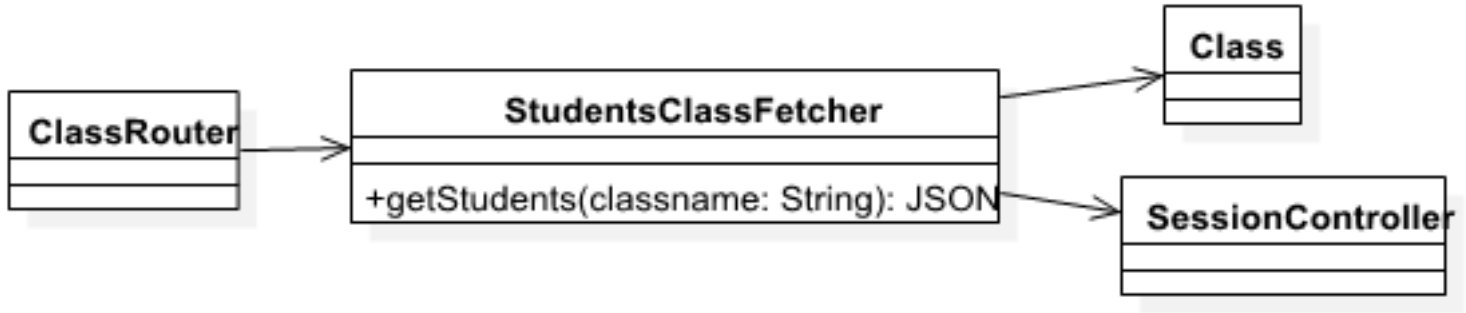 Class
StudentsClassFetcher
ClassRouter
+getStudents(classname: String): JSON
SessionController